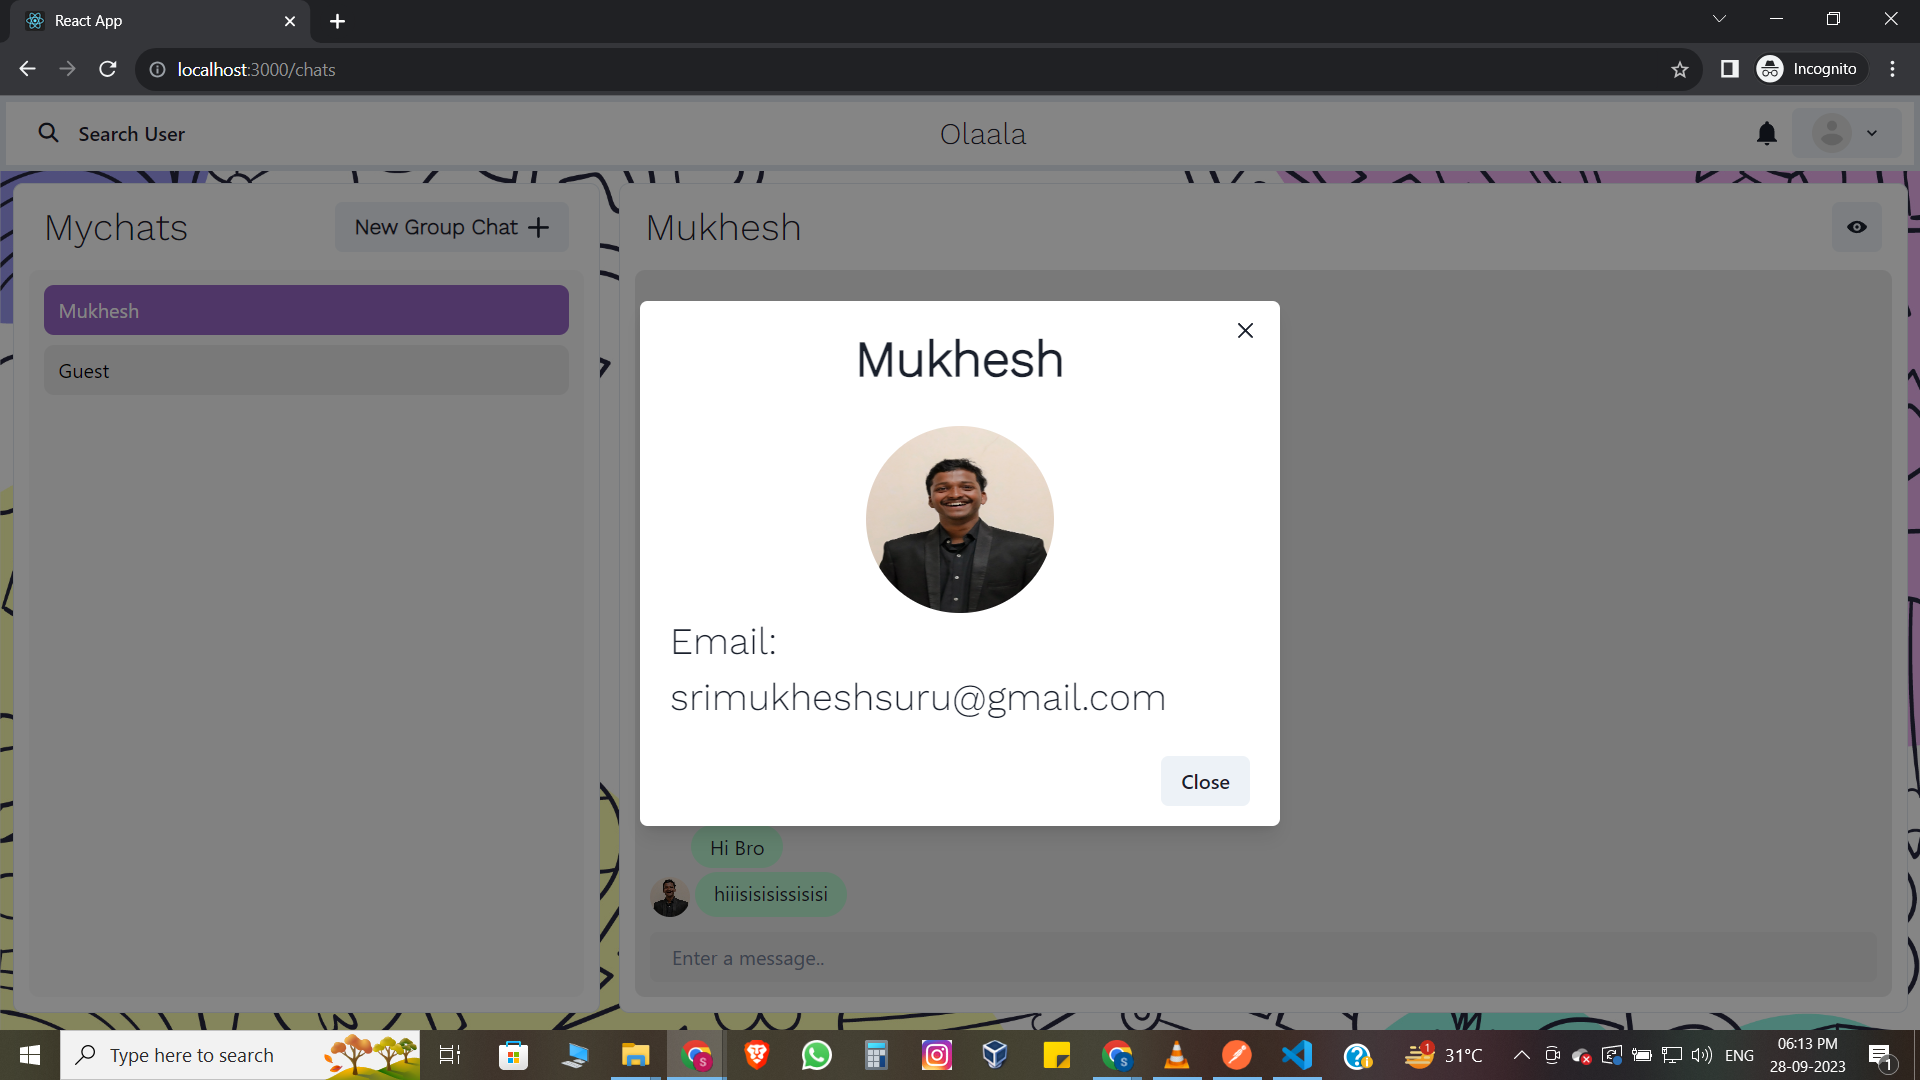 React App
localhost:3000/chats
Incognito
Search User
Olaala
Mychats
New Group Chat
Mukhesh
Mukhesh
Guest
Mukhesh
Email:
srimukheshsuru@gmail.com
Close
Hi Bro
hiiisisisissisisi
Enter a message..
Type here to search
1
31°C
ENG
06:13 PM
28-09-2023
1